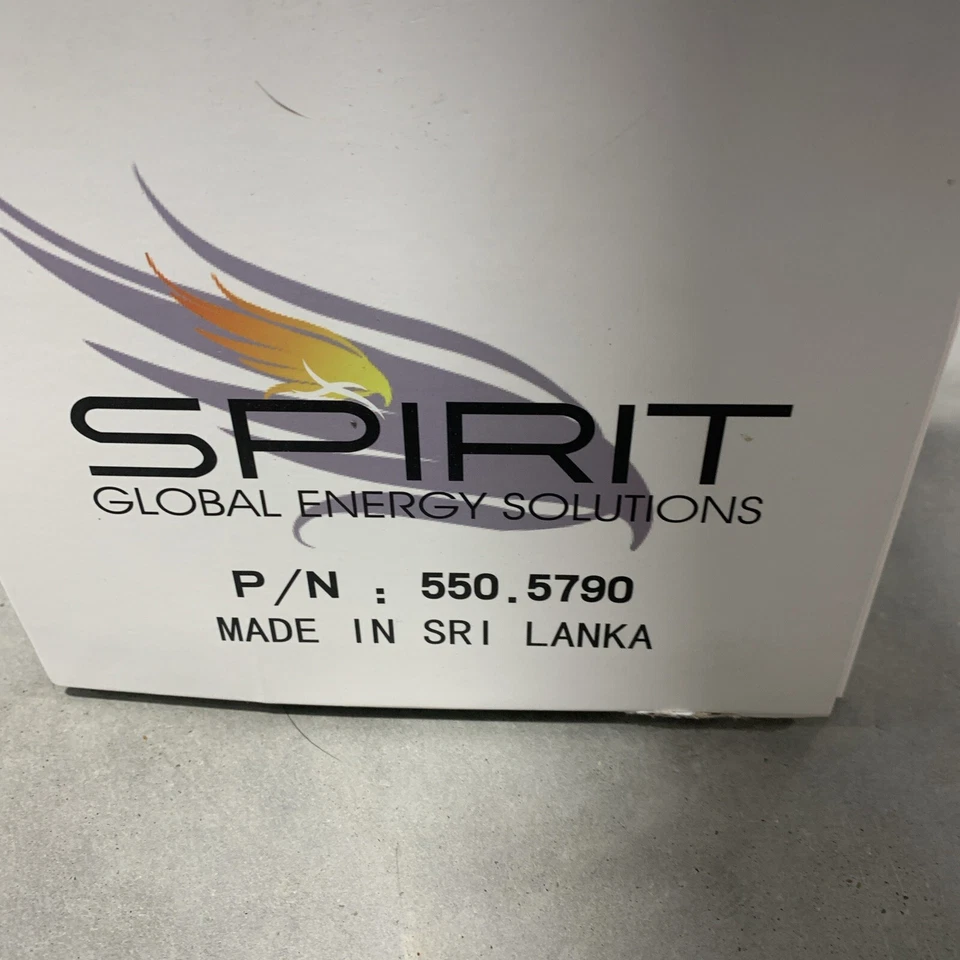 SPIRIT
GLOBAL ENERGY SOLUTIONS
P/N : 550.5790
MADE IN SRI LANKA